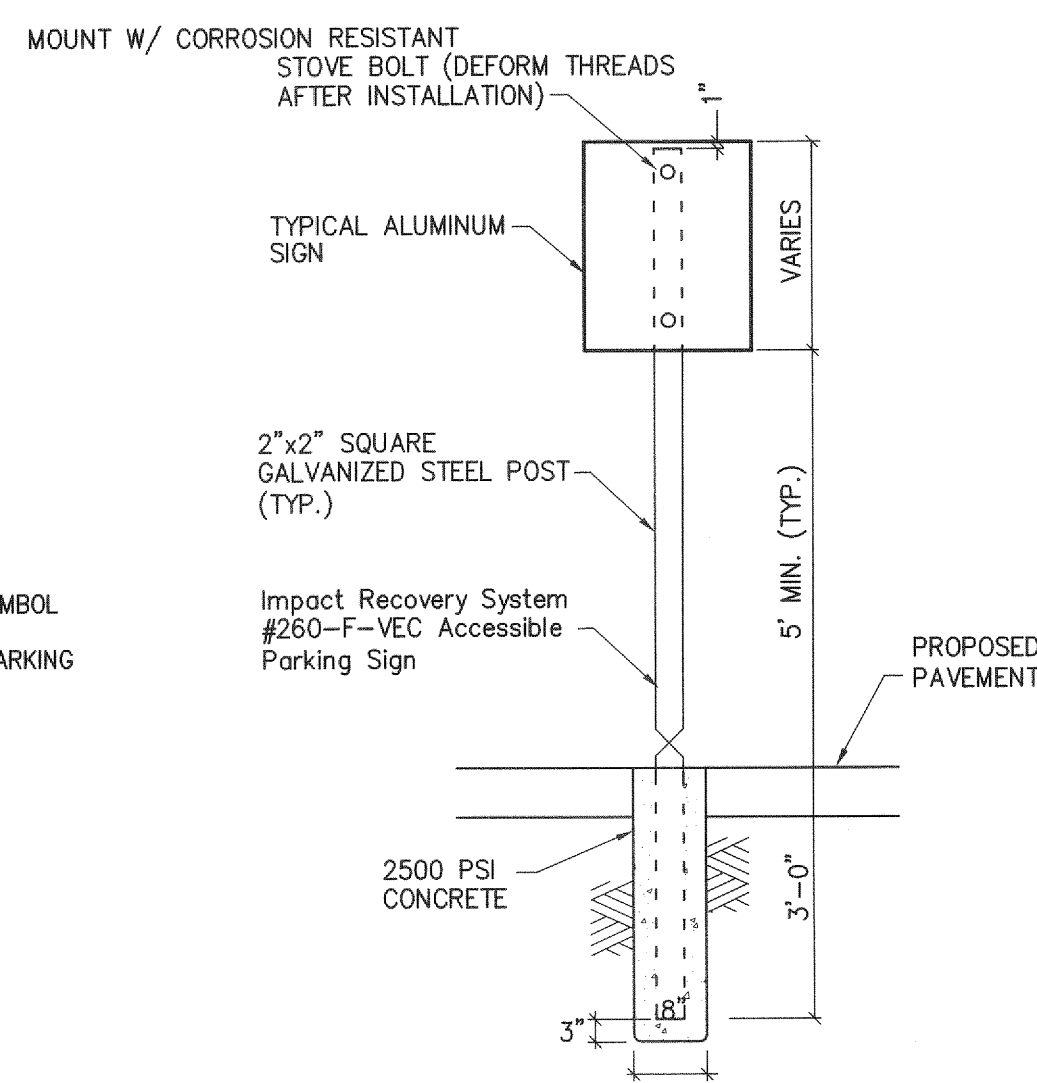 MOUNT W/ CORROSION RESISTANT
STOVE BOLT (DEFORM THREADS
AFTER INSTALLATION)
1"
TYPICAL ALUMINUM
SIGN
VARIES
2"x2" SQUARE
GALVANIZED STEEL POST
(TYP.)
5' MIN. (TYP.)
MBOL
ARKING
Impact Recovery System
#260-F-VEC Accessible
Parking Sign
PROPOSED
PAVEMENT
2500 PSI
CONCRETE
3'-0"
8"
3"